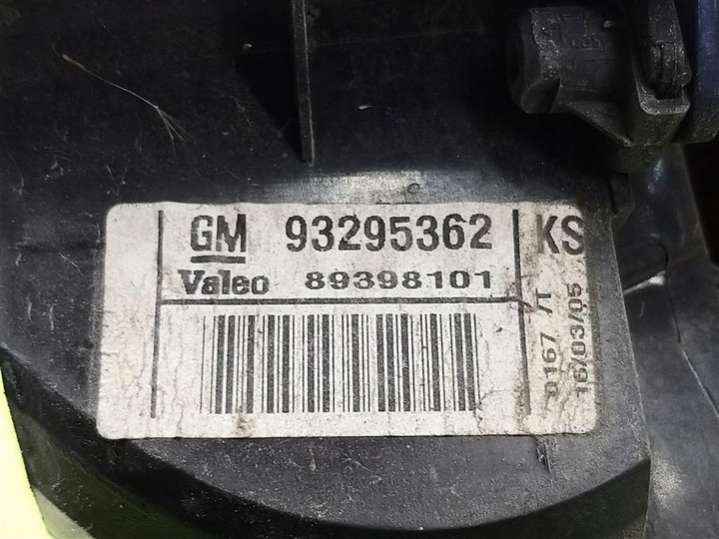 GM 93295362 KS
Valeo 89398101
0167 /T
16/03/05